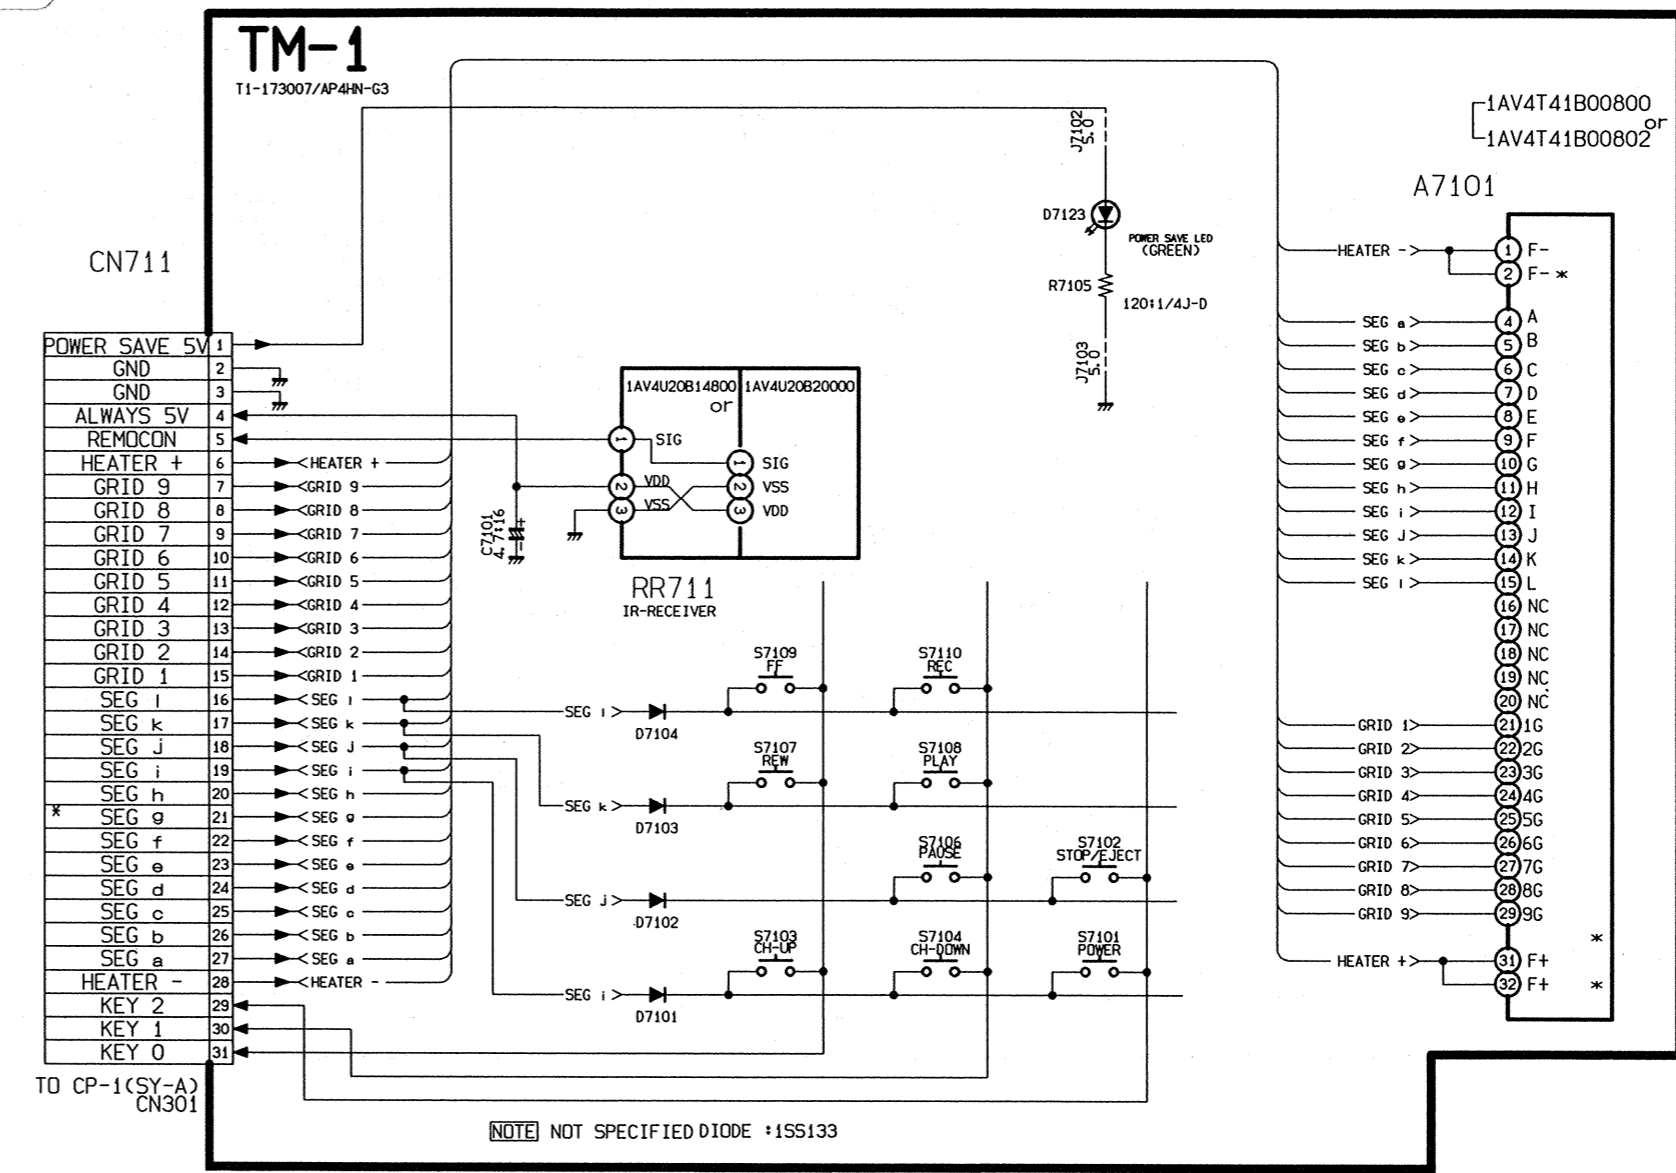 TM-1
T1-173007/AP4HN-G3
1AV4T41B00800
or
1AV4T41B00802
A7101
CN711
POWER SAVE 5V 1
GND 2
GND 3
ALWAYS 5V 4
REMOCON 5
HEATER + 6 <HEATER +
GRID 9 7 <GRID 9
GRID 8 8 <GRID 8
GRID 7 9 <GRID 7
GRID 6 10 <GRID 6
GRID 5 11 <GRID 5
GRID 4 12 <GRID 4
GRID 3 13 <GRID 3
GRID 2 14 <GRID 2
GRID 1 15 <GRID 1
SEG l 16 <SEG l
SEG k 17 <SEG k
SEG j 18 <SEG J
SEG i 19 <SEG i
SEG h 20 <SEG h
* SEG g 21 <SEG g
SEG f 22 <SEG f
SEG e 23 <SEG e
SEG d 24 <SEG d
SEG c 25 <SEG c
SEG b 26 <SEG b
SEG a 27 <SEG a
HEATER - 28 <HEATER -
KEY 2 29
KEY 1 30
KEY 0 31
TO CP-1(SY-A)
CN301
J7102
5.0
D7123
POWER SAVE LED
(GREEN)
R7105
120:1/4J-D
J7103
5.0
1AV4U20B14800
or
1AV4U20B20000
1 SIG
2 VDD
3 VSS
1 SIG
2 VSS
3 VDD
C7101
4.7:16
+
-
RR711
IR-RECEIVER
S7109
FF
S7110
REC
SEG l>
D7104
S7107
REW
S7108
PLAY
SEG k>
D7103
S7106
PAUSE
S7102
STOP/EJECT
SEG J>
D7102
S7103
CH-UP
S7104
CH-DOWN
S7101
POWER
SEG i>
D7101
HEATER -> 1 F-
2 F- *
SEG a> 4 A
SEG b> 5 B
SEG c> 6 C
SEG d> 7 D
SEG e> 8 E
SEG f> 9 F
SEG g> 10 G
SEG h> 11 H
SEG i> 12 I
SEG J> 13 J
SEG k> 14 K
SEG l> 15 L
16 NC
17 NC
18 NC
19 NC
20 NC
GRID 1> 21 1G
GRID 2> 22 2G
GRID 3> 23 3G
GRID 4> 24 4G
GRID 5> 25 5G
GRID 6> 26 6G
GRID 7> 27 7G
GRID 8> 28 8G
GRID 9> 29 9G
*
HEATER +> 31 F+
32 F+ *
NOTE NOT SPECIFIED DIODE :1SS133